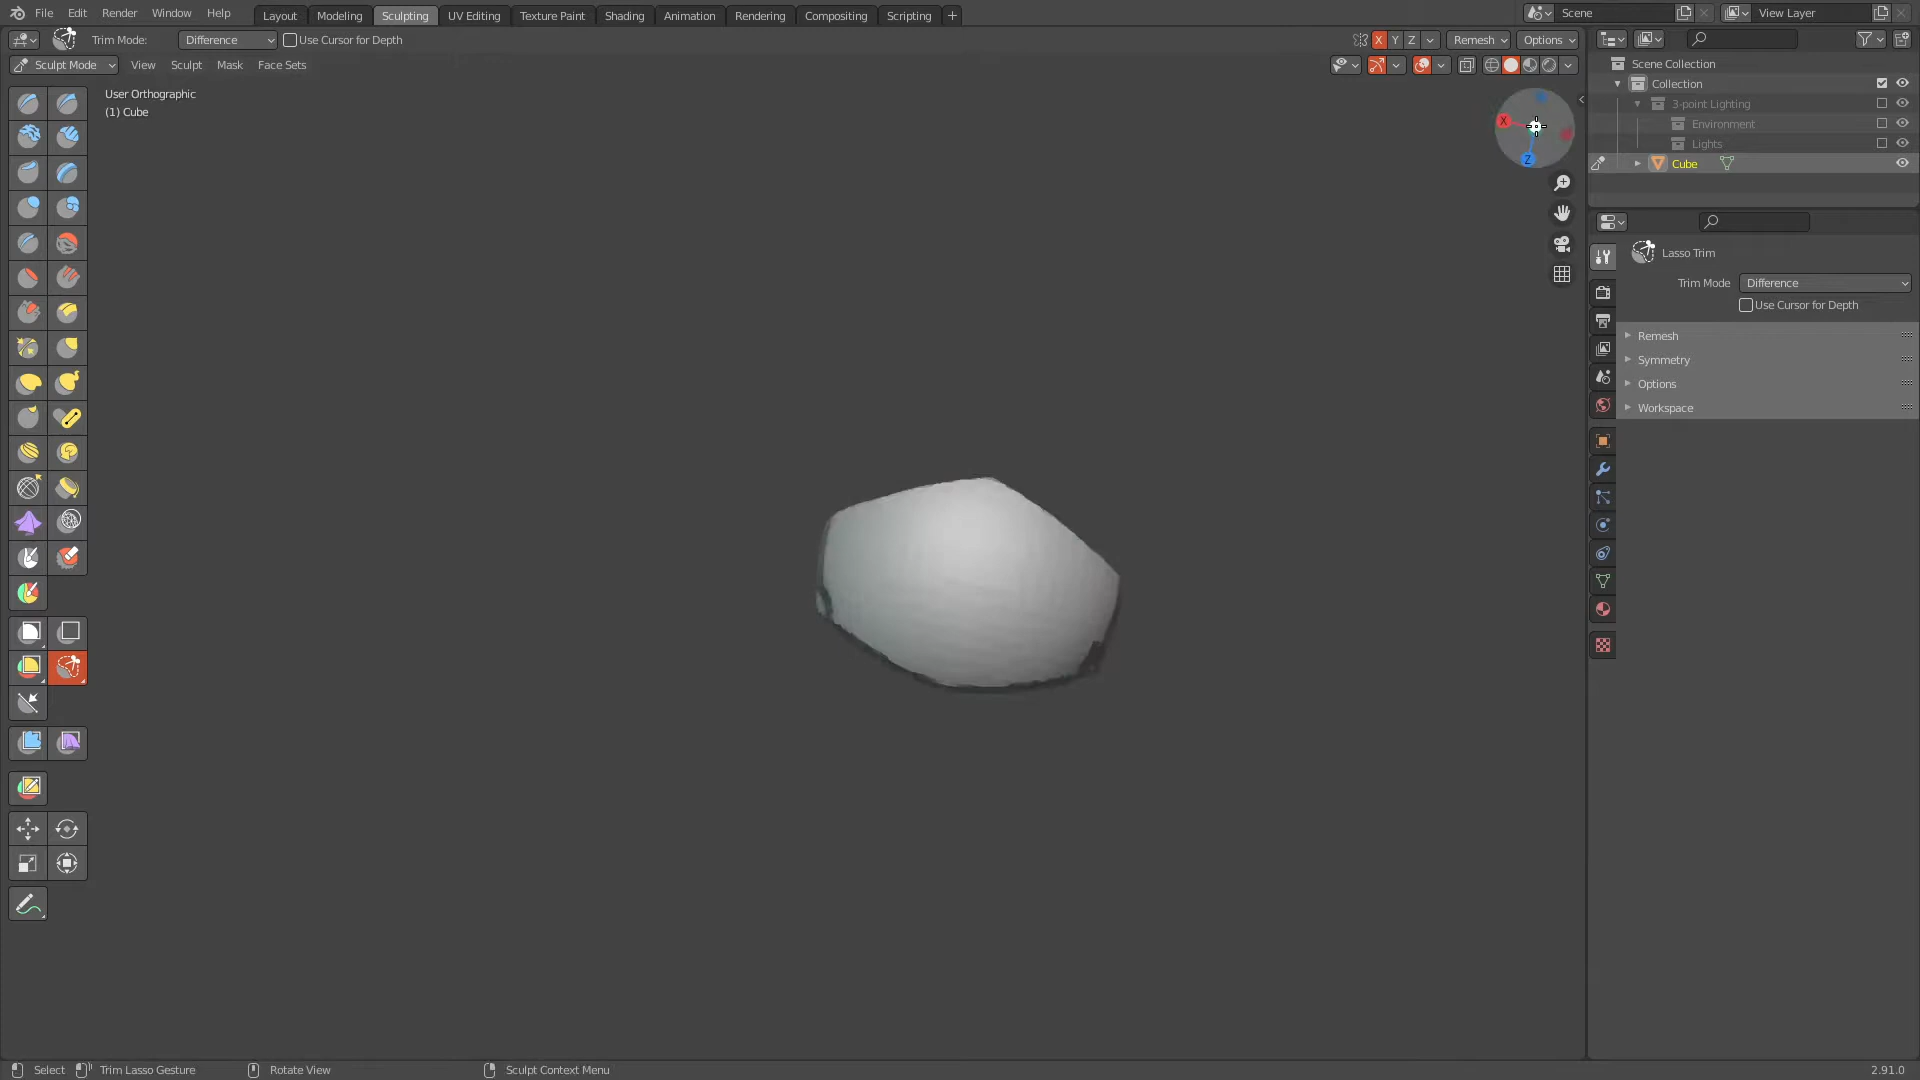 File Edit Render Window Help Layout Modeling Sculpting UV Editing Texture Paint Shading Animation Rendering Compositing Scripting + Scene View Layer
Trim Mode: Difference Use Cursor for Depth X Y Z Remesh Options
Sculpt Mode View Sculpt Mask Face Sets
User Orthographic
(1) Cube
X
Z
Scene Collection
Collection
3-point Lighting
Environment
Lights
Cube
Lasso Trim
Trim Mode Difference
Use Cursor for Depth
Remesh
Symmetry
Options
Workspace
Select Trim Lasso Gesture Rotate View Sculpt Context Menu 2.91.0